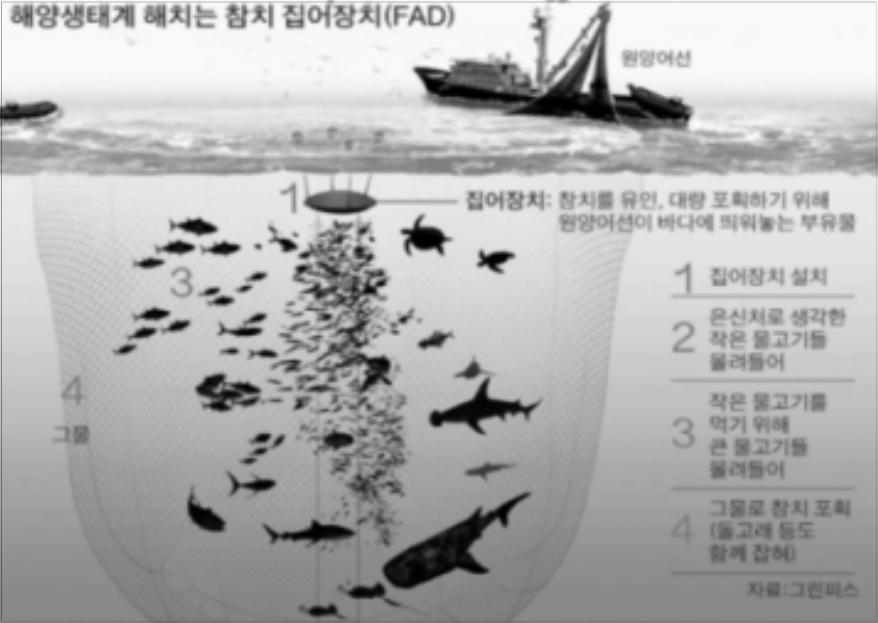 해양생태계 해치는 참치 집어장치(FAD)
원양어선
1
집어장치: 참치를 유인, 대량 포획하기 위해
원양어선이 바다에 띄워놓는 부유물
3
4
그물
1 집어장치 설치
2 은신처로 생각한
작은 물고기들
몰려들어
3 작은 물고기를
먹기 위해
큰 물고기들
몰려들어
4 그물로 참치 포획
(돌고래 등도
함께 잡혀)
자료:그린피스